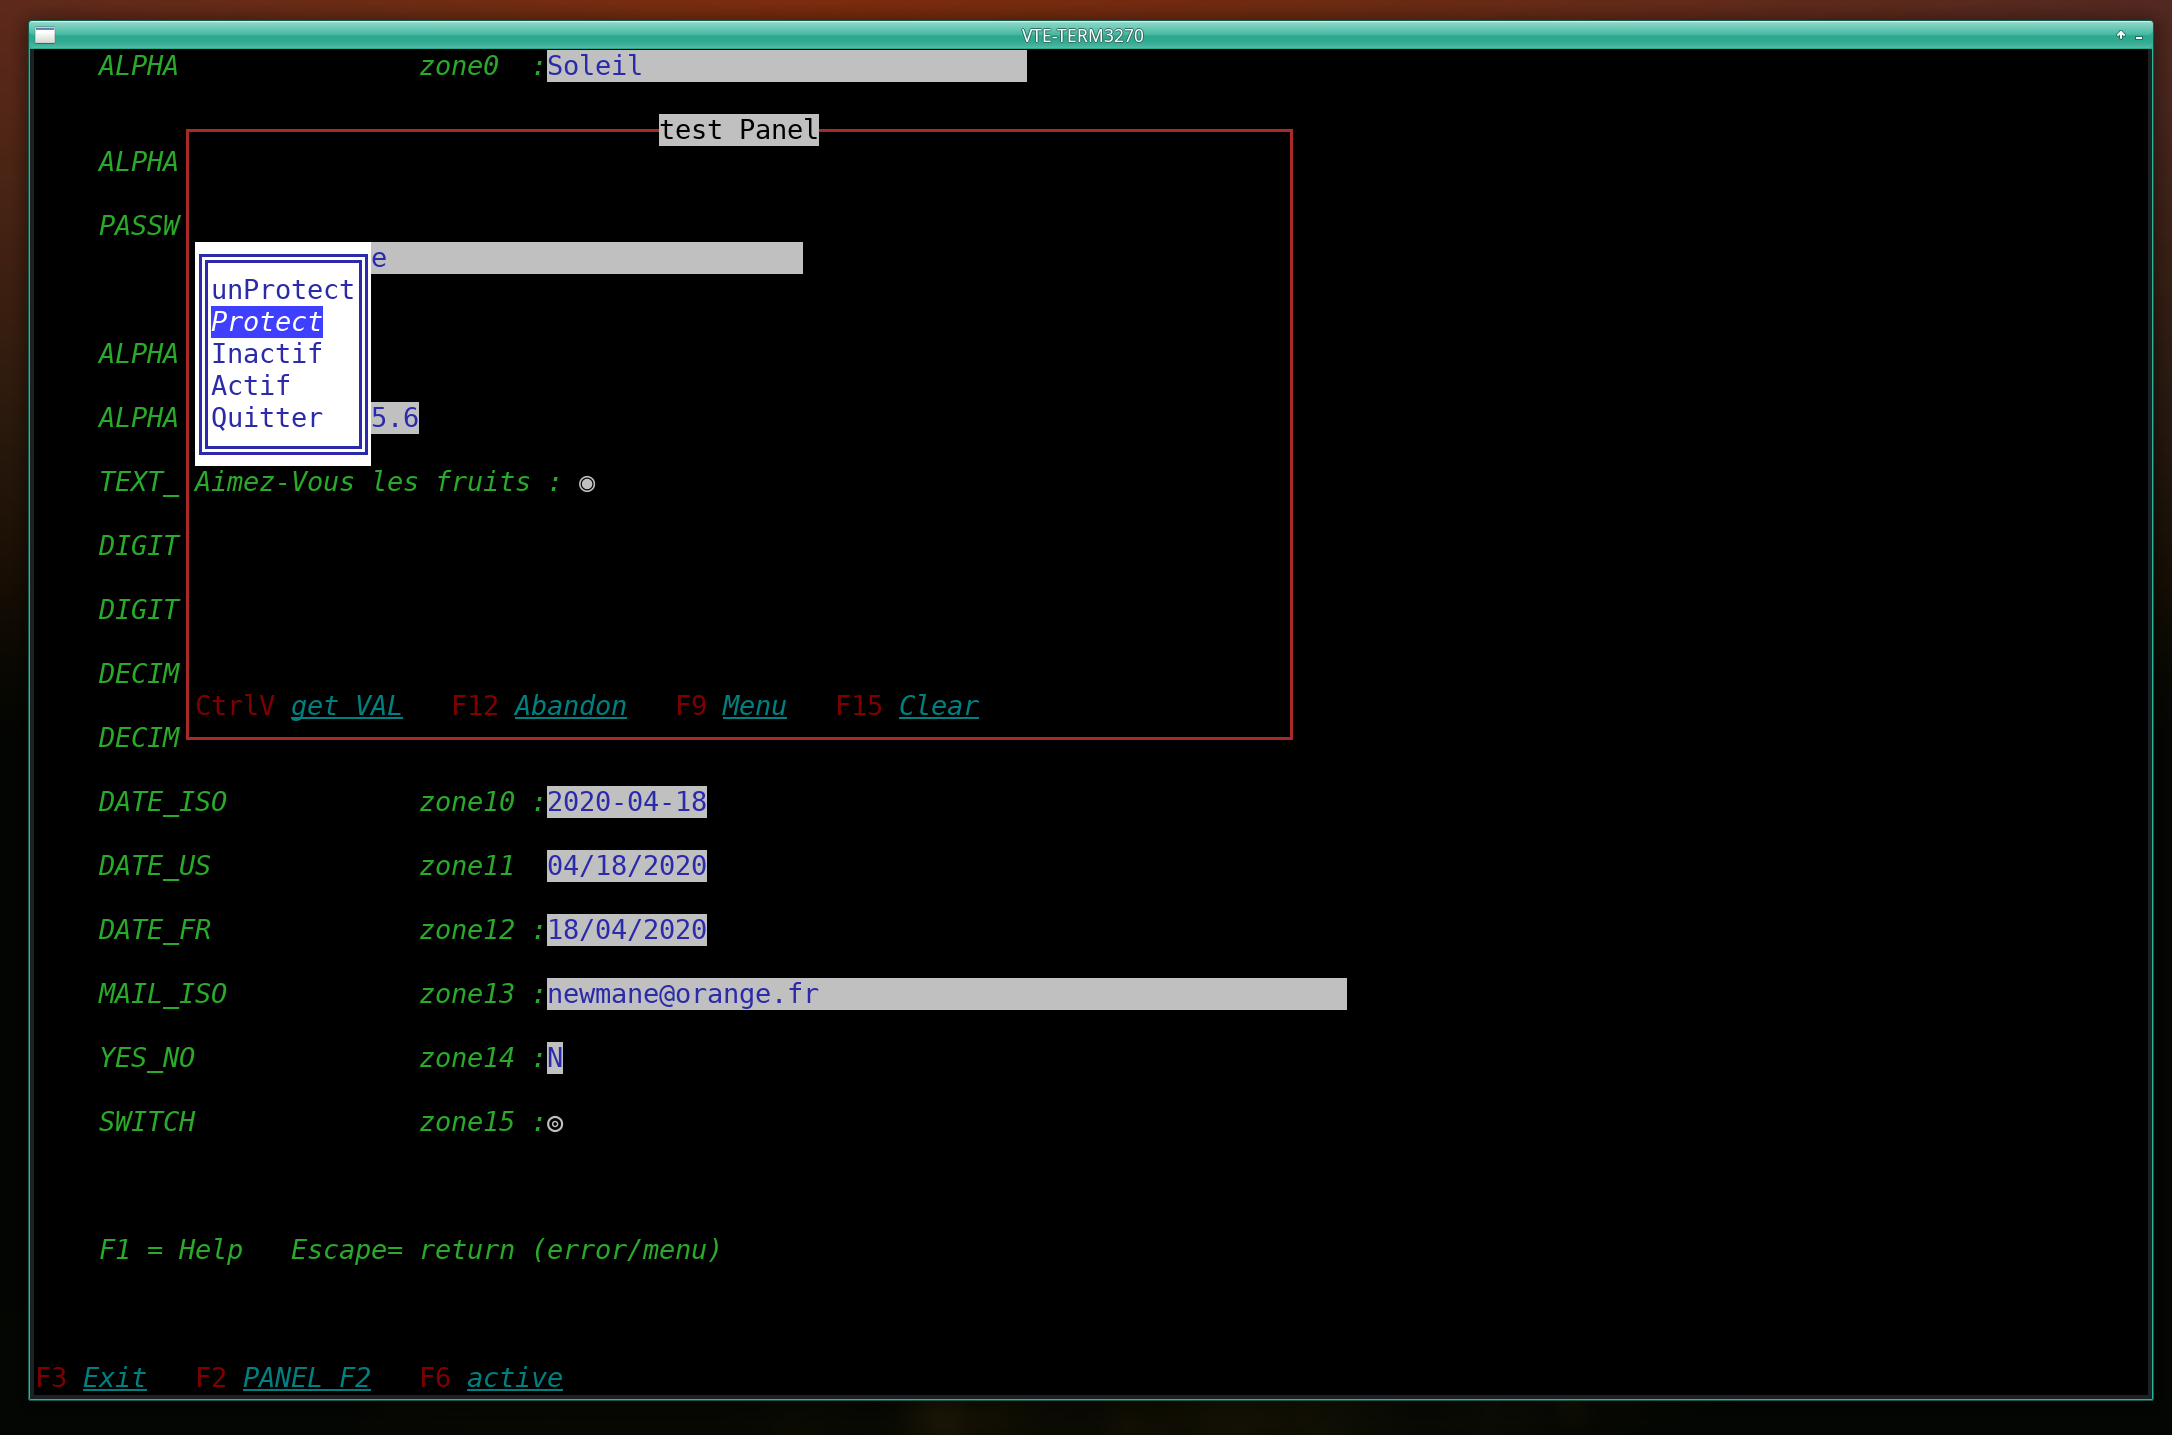 VTE-TERM3270
ALPHA zone0 :Soleil
test Panel
ALPHA
PASSW
e
unProtect
Protect
ALPHA Inactif
Actif
ALPHA Quitter 5.6
TEXT_ Aimez-Vous les fruits : ◉
DIGIT
DIGIT
DECIM
CtrlV get VAL F12 Abandon F9 Menu F15 Clear
DECIM
DATE_ISO zone10 :2020-04-18
DATE_US zone11 04/18/2020
DATE_FR zone12 :18/04/2020
MAIL_ISO zone13 :newmane@orange.fr
YES_NO zone14 :N
SWITCH zone15 :◎
F1 = Help Escape= return (error/menu)
F3 Exit F2 PANEL F2 F6 active